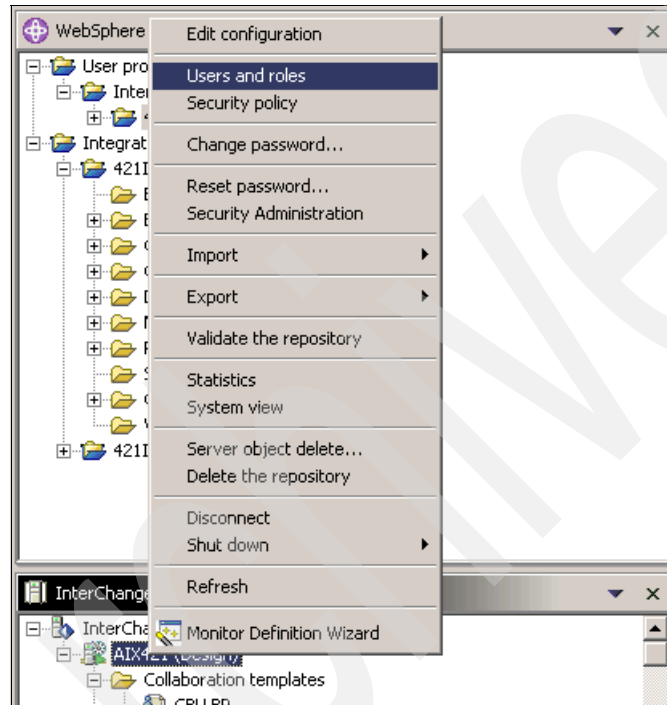 WebSphere
Edit configuration
User pro
Users and roles
Inte
Security policy
Integrat
Change password...
421I
Reset password...
Security Administration
Import
Export
Validate the repository
Statistics
System view
421I
Server object delete...
Delete the repository
Disconnect
Shut down
Refresh
InterChange
InterCha
Monitor Definition Wizard
AIX421 (Design)
Collaboration templates